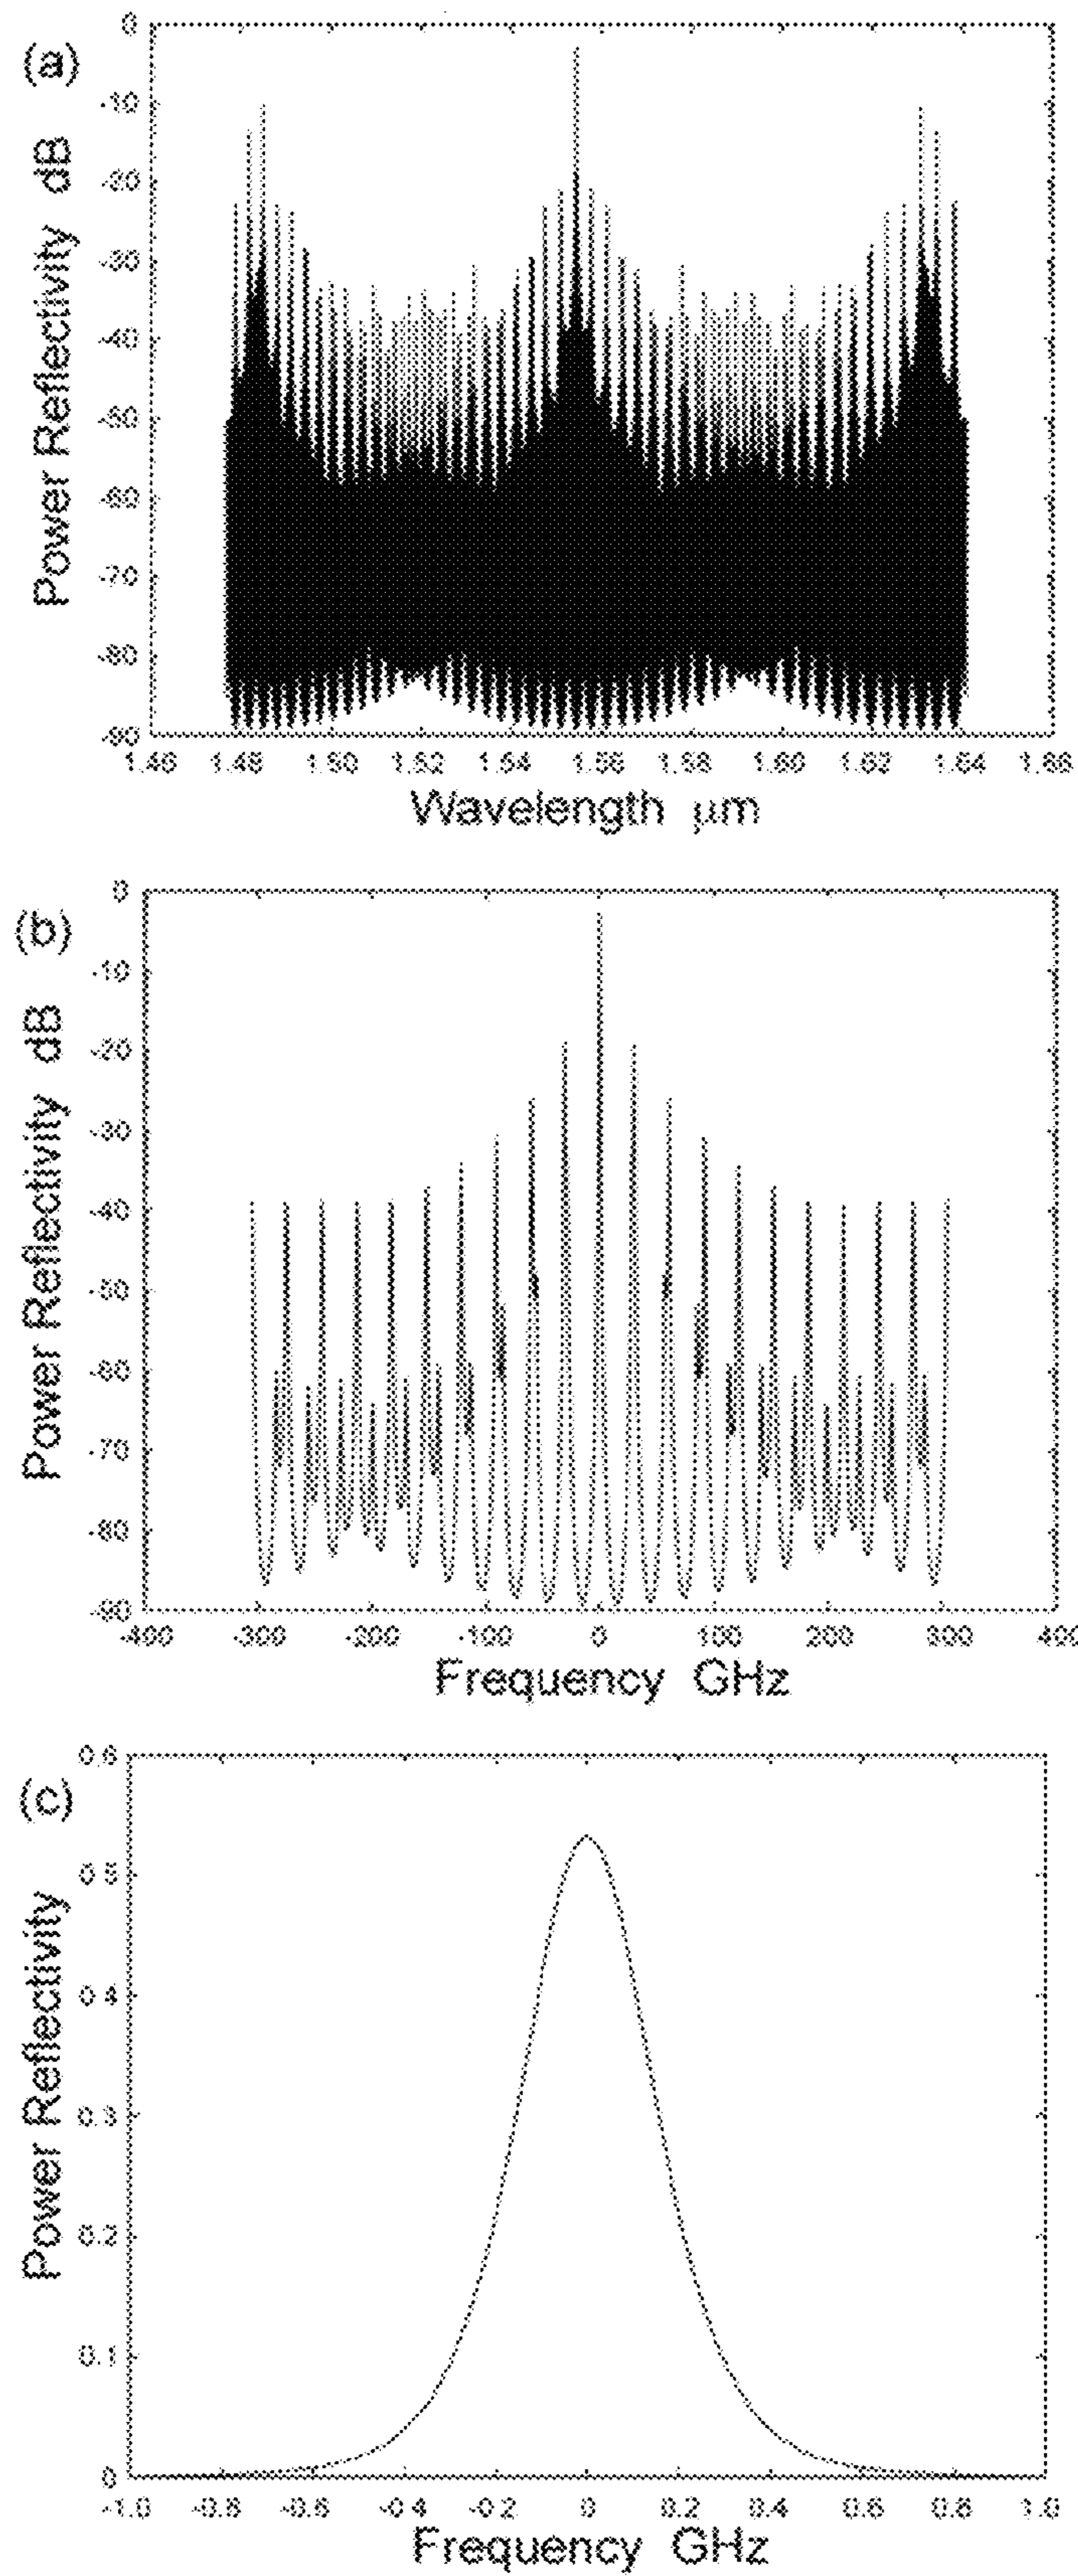 (a)
Power Reflectivity dB
0
-10
-20
-30
-40
-50
-60
-70
-80
-90
1.46 1.48 1.50 1.52 1.54 1.56 1.58 1.60 1.62 1.64 1.66
Wavelength μm
(b)
Power Reflectivity dB
0
-10
-20
-30
-40
-50
-60
-70
-80
-90
-400 -300 -200 -100 0 100 200 300 400
Frequency GHz
(c)
Power Reflectivity
0.6
0.5
0.4
0.3
0.2
0.1
0
-1.0 -0.8 -0.6 -0.4 -0.2 0 0.2 0.4 0.6 0.8 1.0
Frequency GHz